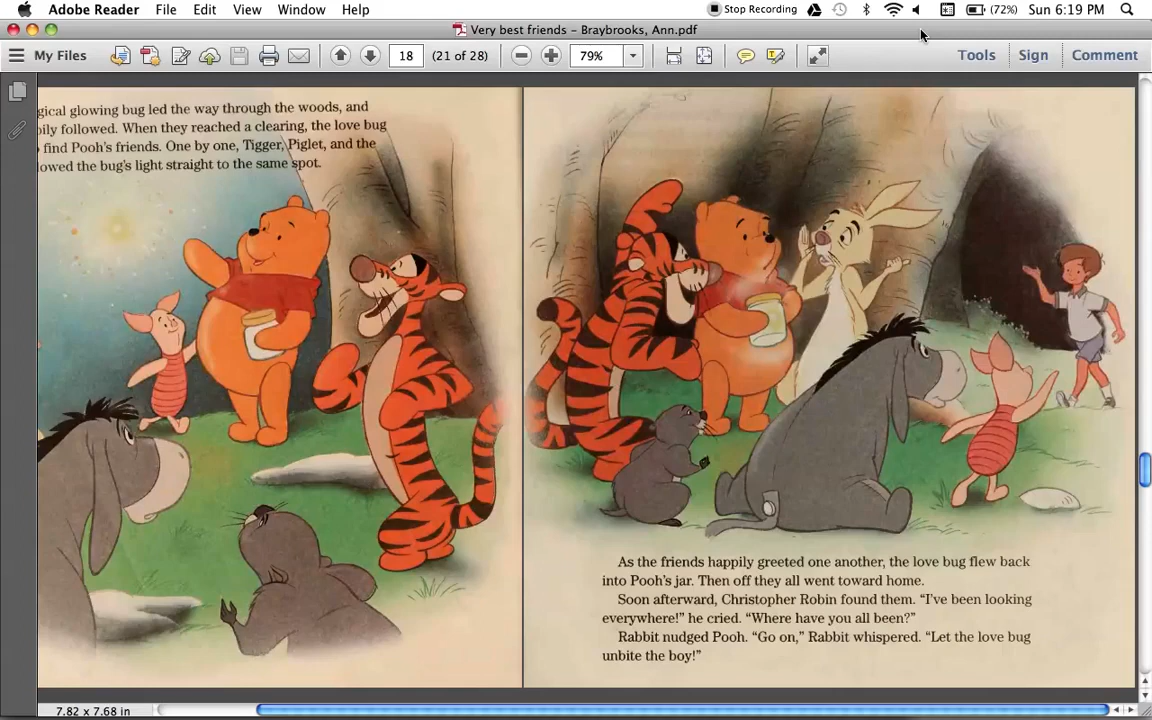 Adobe Reader File Edit View Window Help Stop Recording (72%) Sun 6:19 PM
Very best friends – Braybrooks, Ann.pdf
My Files 18 (21 of 28) 79% Tools Sign Comment
gical glowing bug led the way through the woods, and
ily followed. When they reached a clearing, the love bug
find Pooh's friends. One by one, Tigger, Piglet, and the
lowed the bug's light straight to the same spot.
As the friends happily greeted one another, the love bug flew back
into Pooh's jar. Then off they all went toward home.
Soon afterward, Christopher Robin found them. “I've been looking
everywhere!” he cried. “Where have you all been?”
Rabbit nudged Pooh. “Go on,” Rabbit whispered. “Let the love bug
unbite the boy!”
7.82 x 7.68 in